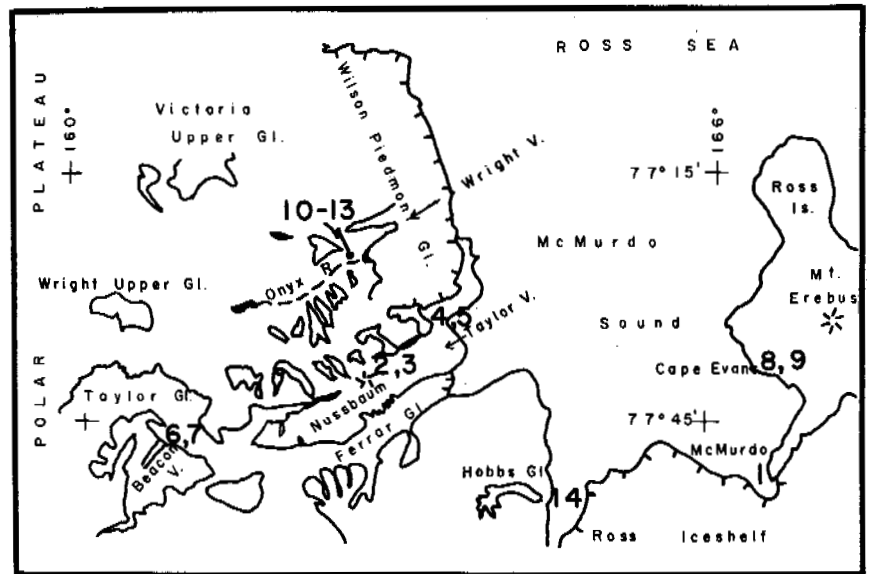 ROSS SEA
PLATEAU
160°
Victoria
Upper Gl.
Wilson Piedmont
Gl.
Wright V.
166°
77° 15'
Ross
Is.
10-13
McMurdo
Sound
Mt.
Erebus
Onyx R.
Wright Upper Gl.
4,5
Taylor V.
2,3
Cape Evans
8,9
POLAR
Taylor Gl.
Nussbaum
77° 45'
6,7
Beacon
V.
Ferrar Gl.
McMurdo
1
Hobbs Gl
14
Ross Iceshelf